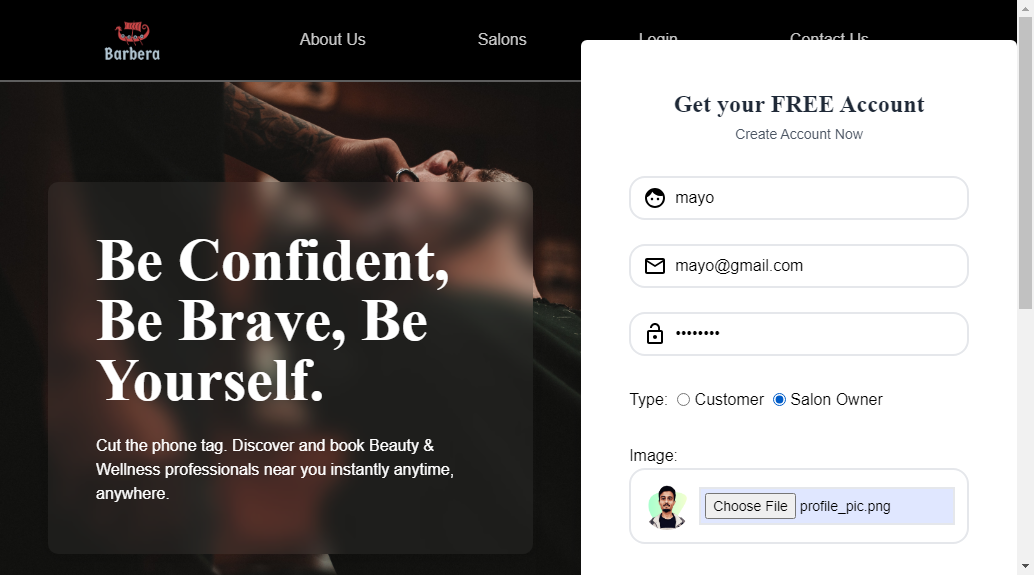 Barbera
About Us
Salons
Login
Contact Us
Be Confident,
Be Brave, Be
Yourself.
Cut the phone tag. Discover and book Beauty &
Wellness professionals near you instantly anytime,
anywhere.
Get your FREE Account
Create Account Now
mayo
mayo@gmail.com
••••••••
Type: Customer Salon Owner
Image:
Choose File profile_pic.png